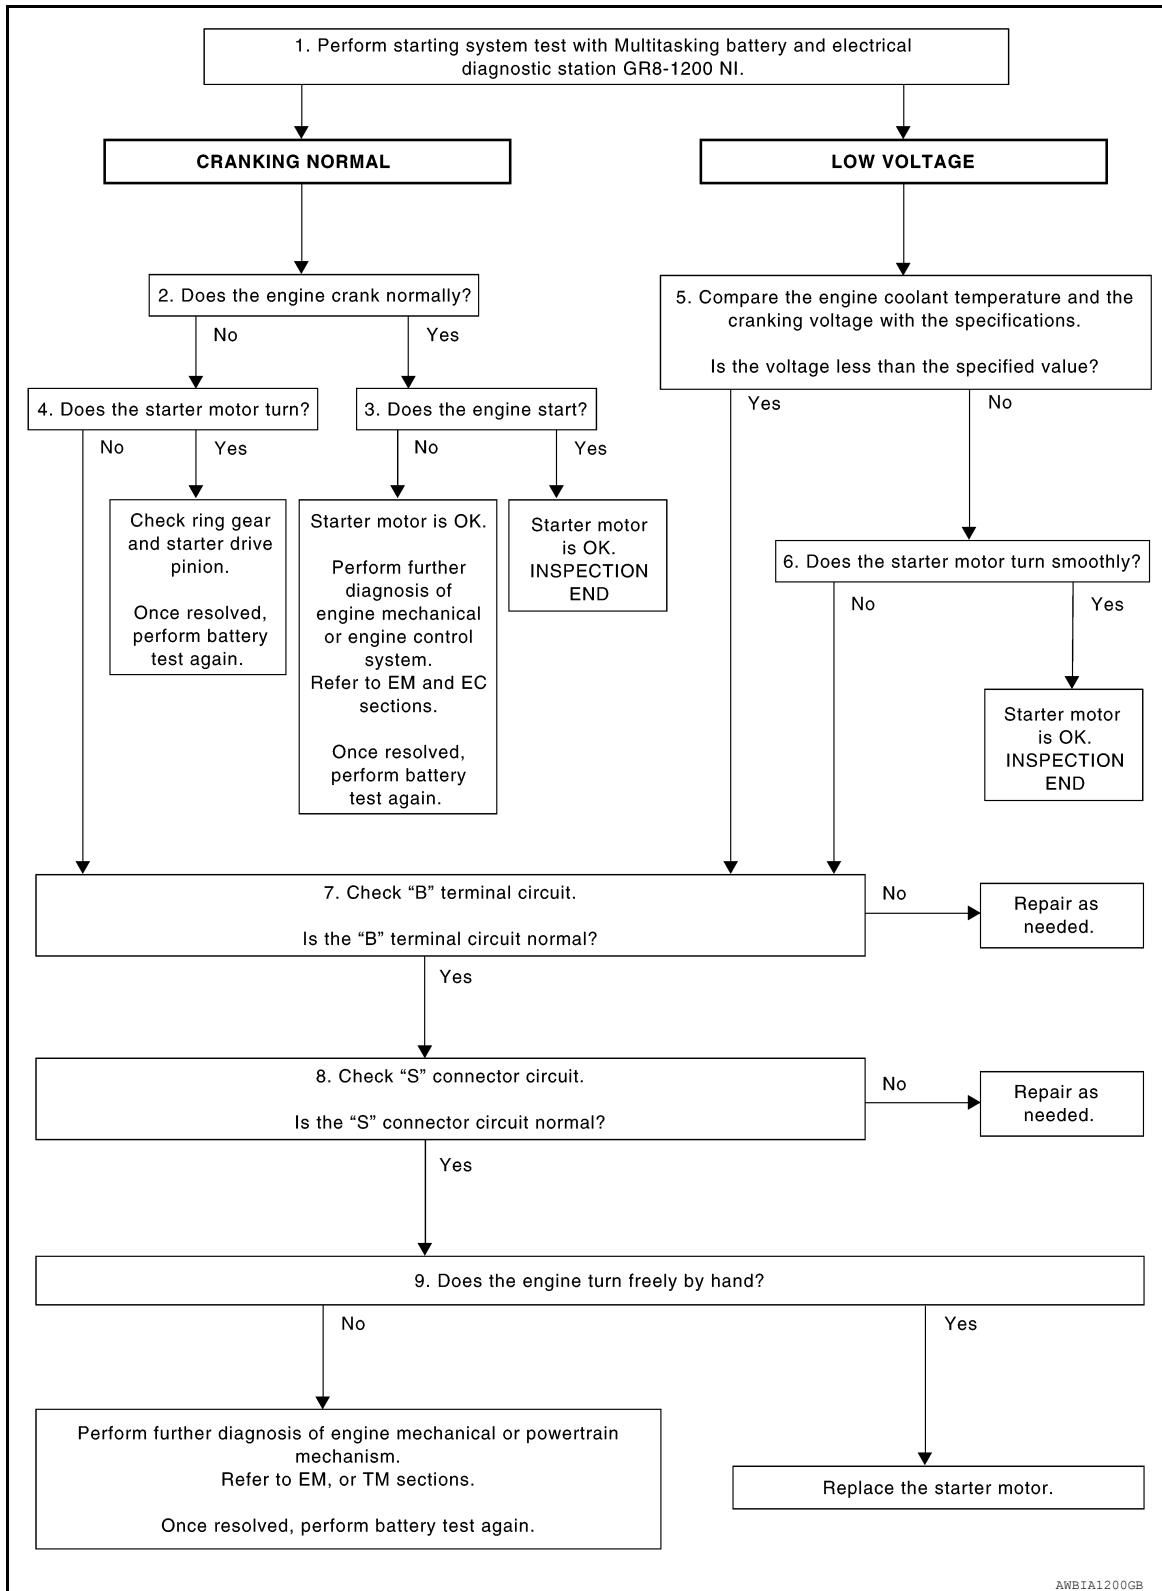 1. Perform starting system test with Multitasking battery and electrical
diagnostic station GR8-1200 NI.
CRANKING NORMAL
LOW VOLTAGE
2. Does the engine crank normally?
No
Yes
5. Compare the engine coolant temperature and the
cranking voltage with the specifications.
Is the voltage less than the specified value?
Yes
No
4. Does the starter motor turn?
No
Yes
3. Does the engine start?
No
Yes
Check ring gear
and starter drive
pinion.
Once resolved,
perform battery
test again.
Starter motor is OK.
Perform further
diagnosis of
engine mechanical
or engine control
system.
Refer to EM and EC
sections.
Once resolved,
perform battery
test again.
Starter motor
is OK.
INSPECTION
END
6. Does the starter motor turn smoothly?
No
Yes
Starter motor
is OK.
INSPECTION
END
7. Check “B” terminal circuit.
Is the “B” terminal circuit normal?
No
Repair as
needed.
Yes
8. Check “S” connector circuit.
Is the “S” connector circuit normal?
No
Repair as
needed.
Yes
9. Does the engine turn freely by hand?
No
Yes
Perform further diagnosis of engine mechanical or powertrain
mechanism.
Refer to EM, or TM sections.
Once resolved, perform battery test again.
Replace the starter motor.
AWBIA1200GB